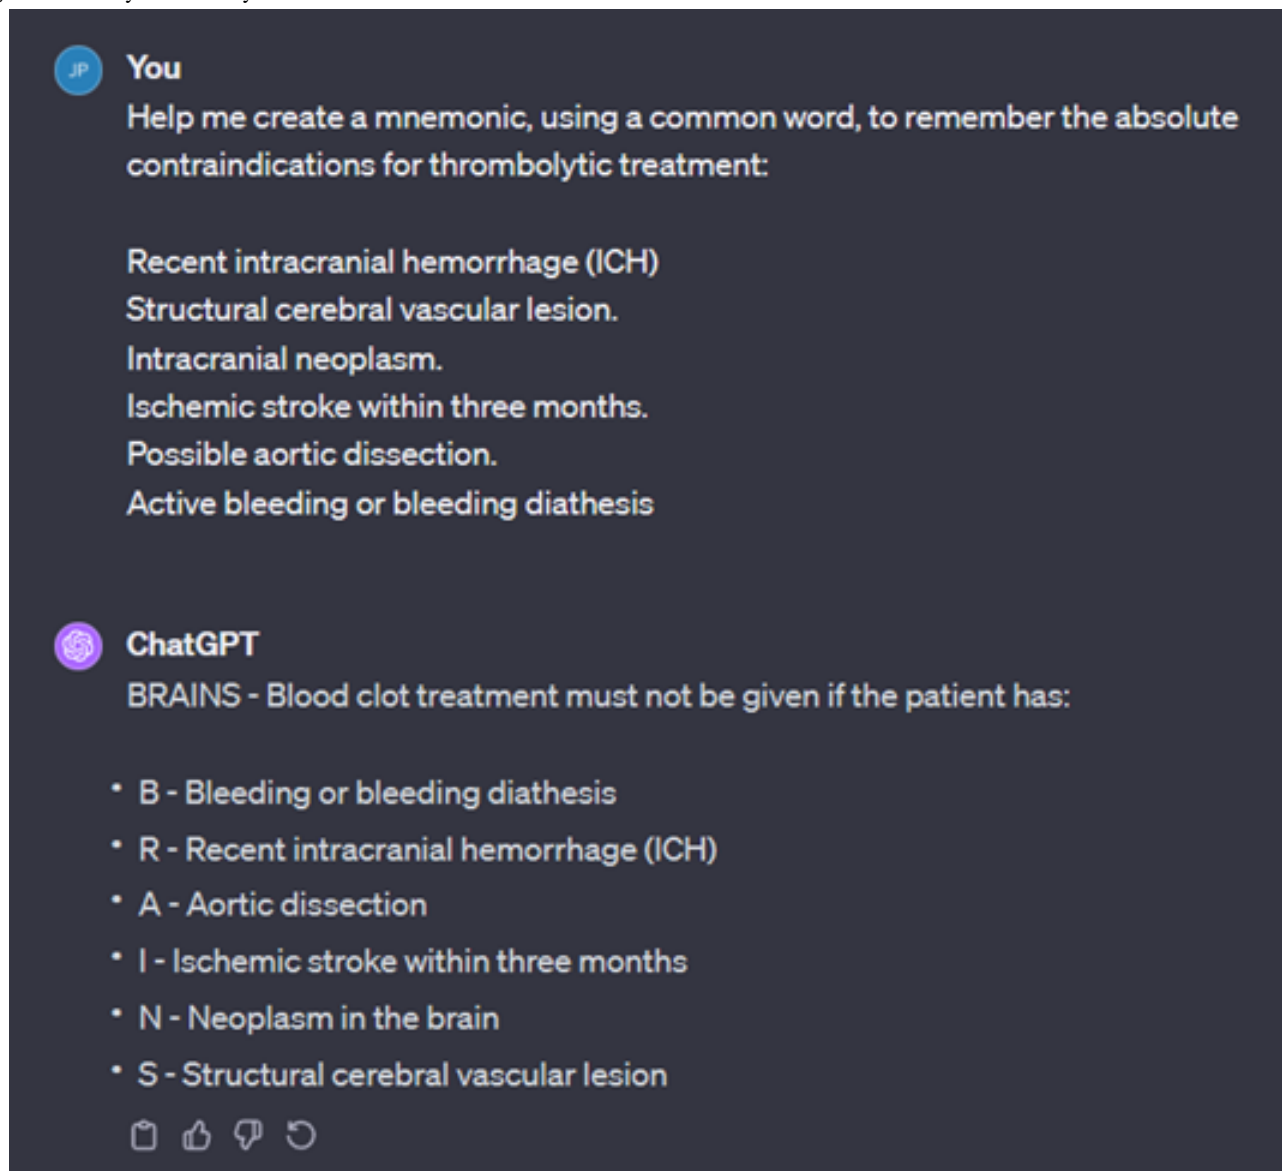 JP
You
Help me create a mnemonic, using a common word, to remember the absolute
contraindications for thrombolytic treatment:
Recent intracranial hemorrhage (ICH)
Structural cerebral vascular lesion.
Intracranial neoplasm.
Ischemic stroke within three months.
Possible aortic dissection.
Active bleeding or bleeding diathesis
ChatGPT
BRAINS - Blood clot treatment must not be given if the patient has:
• B - Bleeding or bleeding diathesis
• R - Recent intracranial hemorrhage (ICH)
• A - Aortic dissection
• I - Ischemic stroke within three months
• N - Neoplasm in the brain
• S - Structural cerebral vascular lesion